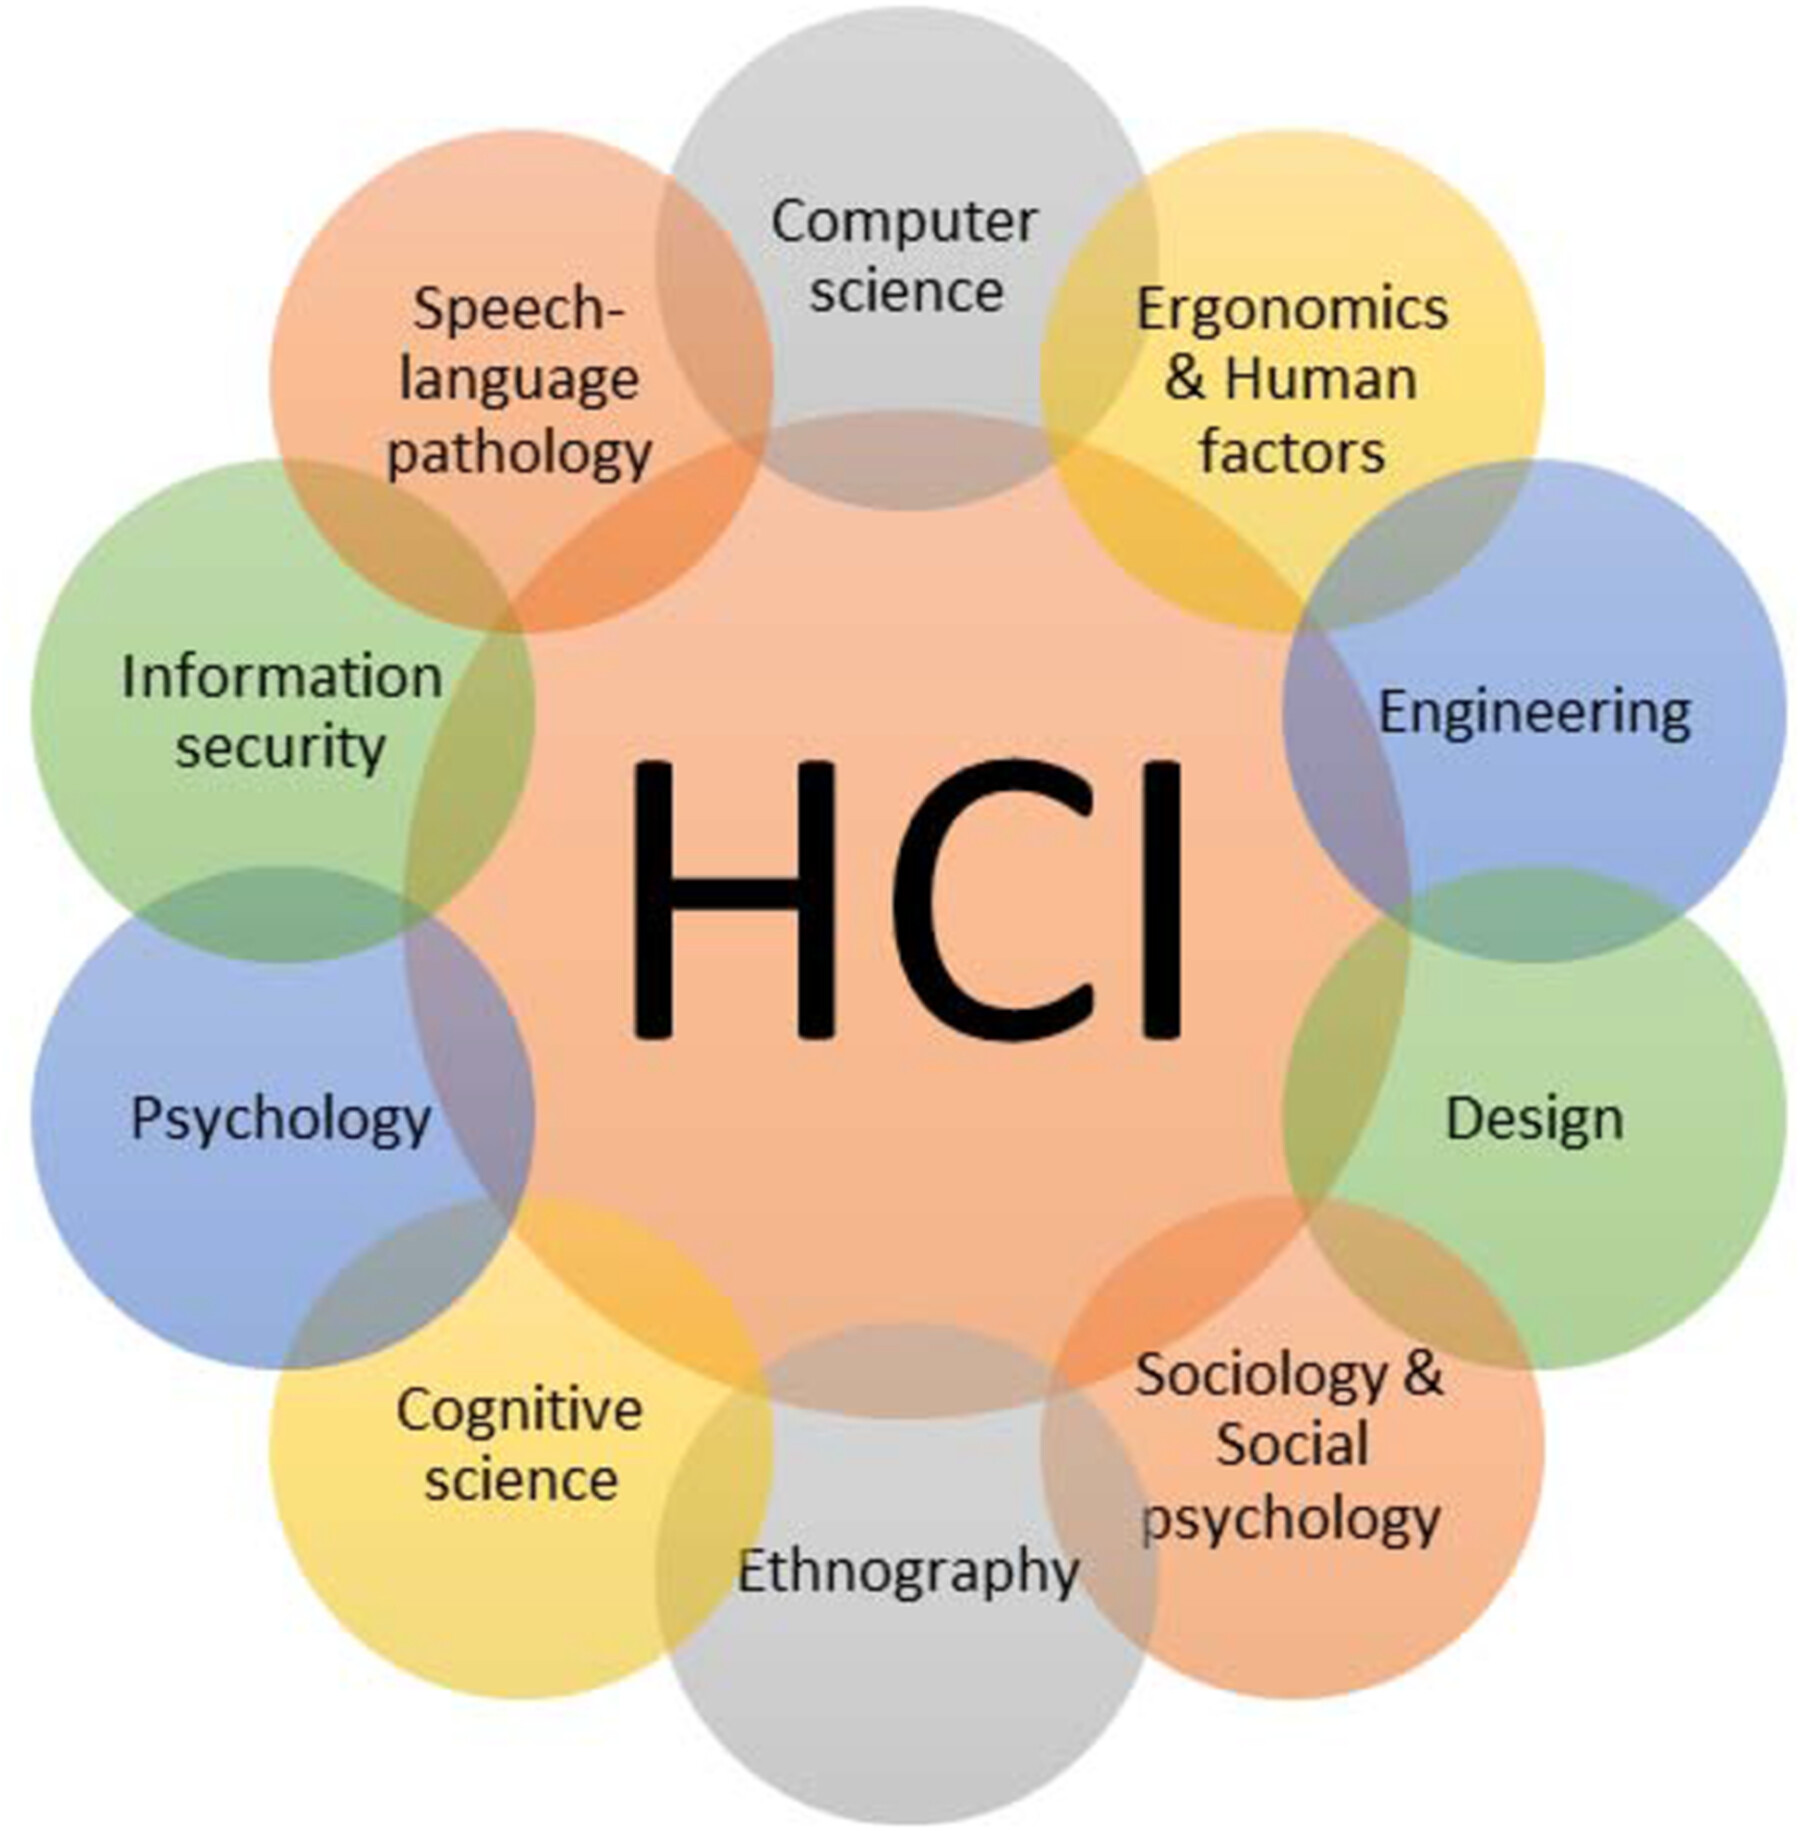 Computer
science
Ergonomics
& Human
factors
Engineering
Design
Sociology &
Social
psychology
Ethnography
Cognitive
science
Psychology
Information
security
Speech-
language
pathology
HCI